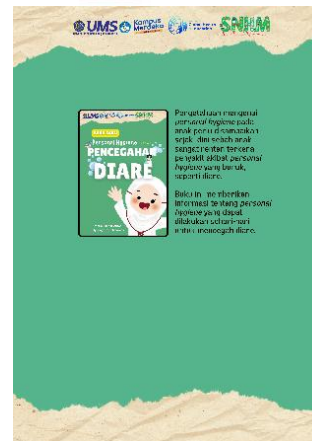 UMS Kampus Merdeka SNHM
Personal Hygiene
PENCEGAHAN
DIARE
Pengetahuan mengenai
personal hygiene pada
anak perlu ditanamkan
sejak dini sebab anak
sangat rentan terkena
penyakit akibat personal
hygiene yang buruk,
seperti diare.
Buku ini memberikan
informasi tentang personal
hygiene yang dapat
dilakukan sehari-hari
untuk mencegah diare.